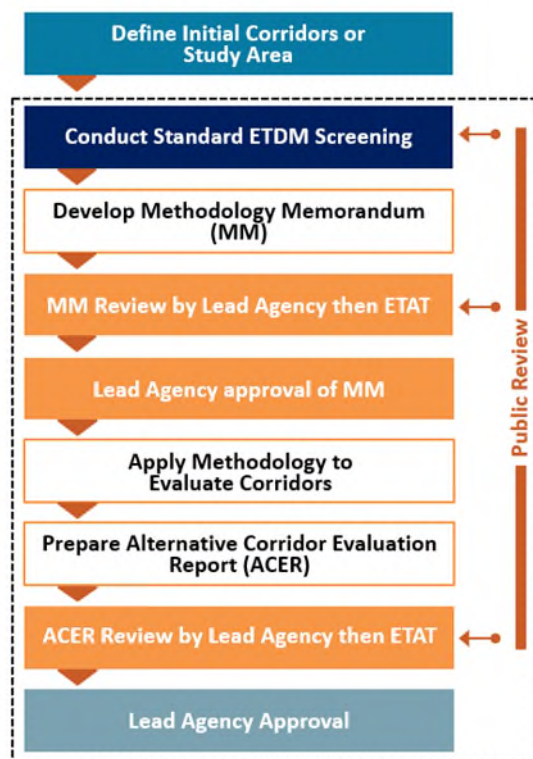 Define Initial Corridors or
Study Area
Conduct Standard ETDM Screening
Develop Methodology Memorandum
(MM)
MM Review by Lead Agency then ETAT
Lead Agency approval of MM
Apply Methodology to
Evaluate Corridors
Prepare Alternative Corridor Evaluation
Report (ACER)
ACER Review by Lead Agency then ETAT
Lead Agency Approval
Public Review